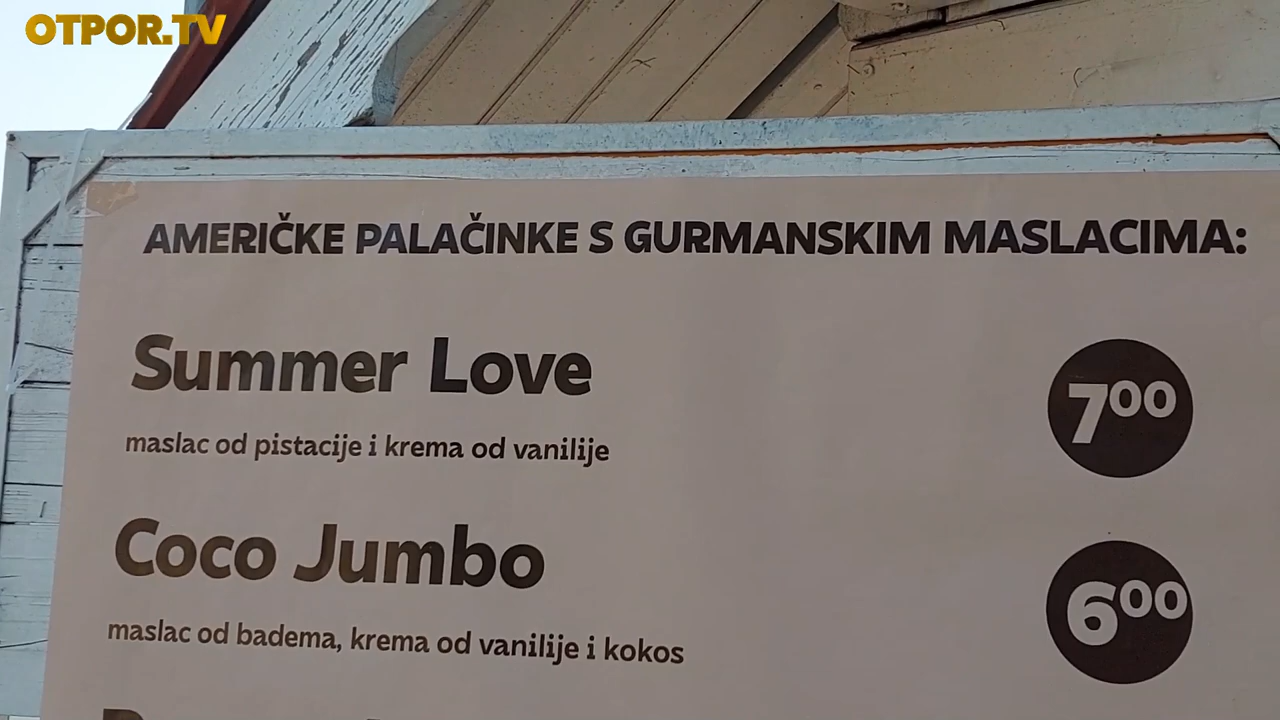 OTPOR.TV
AMERIČKE PALAČINKE S GURMANSKIM MASLACIMA:
Summer Love
7⁰⁰
maslac od pistacije i krema od vanilije
Coco Jumbo
6⁰⁰
maslac od badema, krema od vanilije i kokos